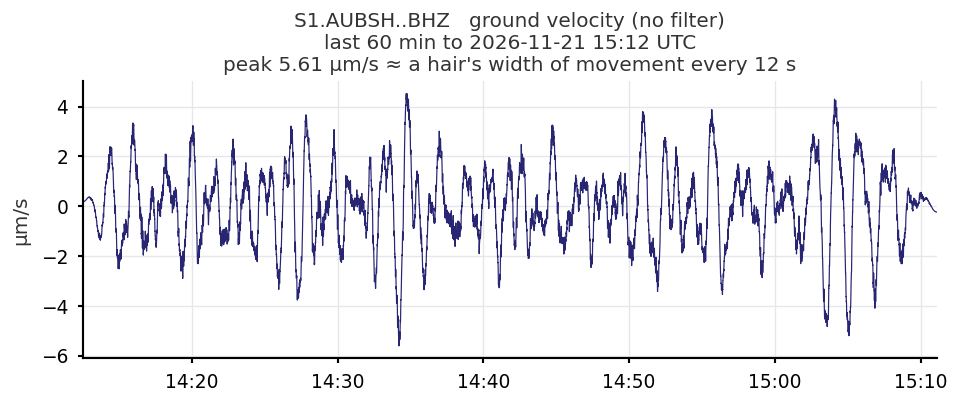 S1.AUBSH..BHZ   ground velocity (no filter)
last 60 min to 2026-11-21 15:12 UTC
peak 5.61 µm/s ≈ a hair's width of movement every 12 s
µm/s
4
2
0
−2
−4
−6
14:20 14:30 14:40 14:50 15:00 15:10